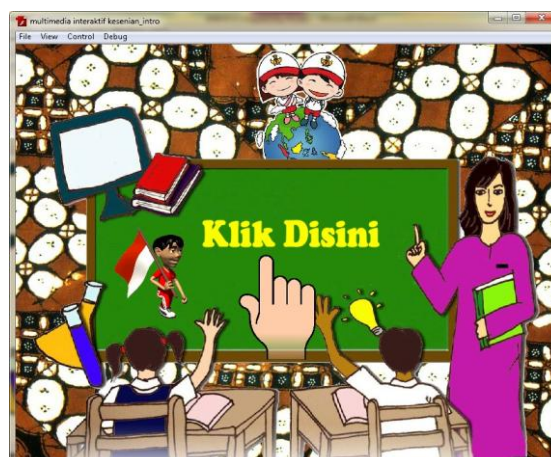 multimedia interaktif kesenian_intro
File View Control Debug
Klik Disini